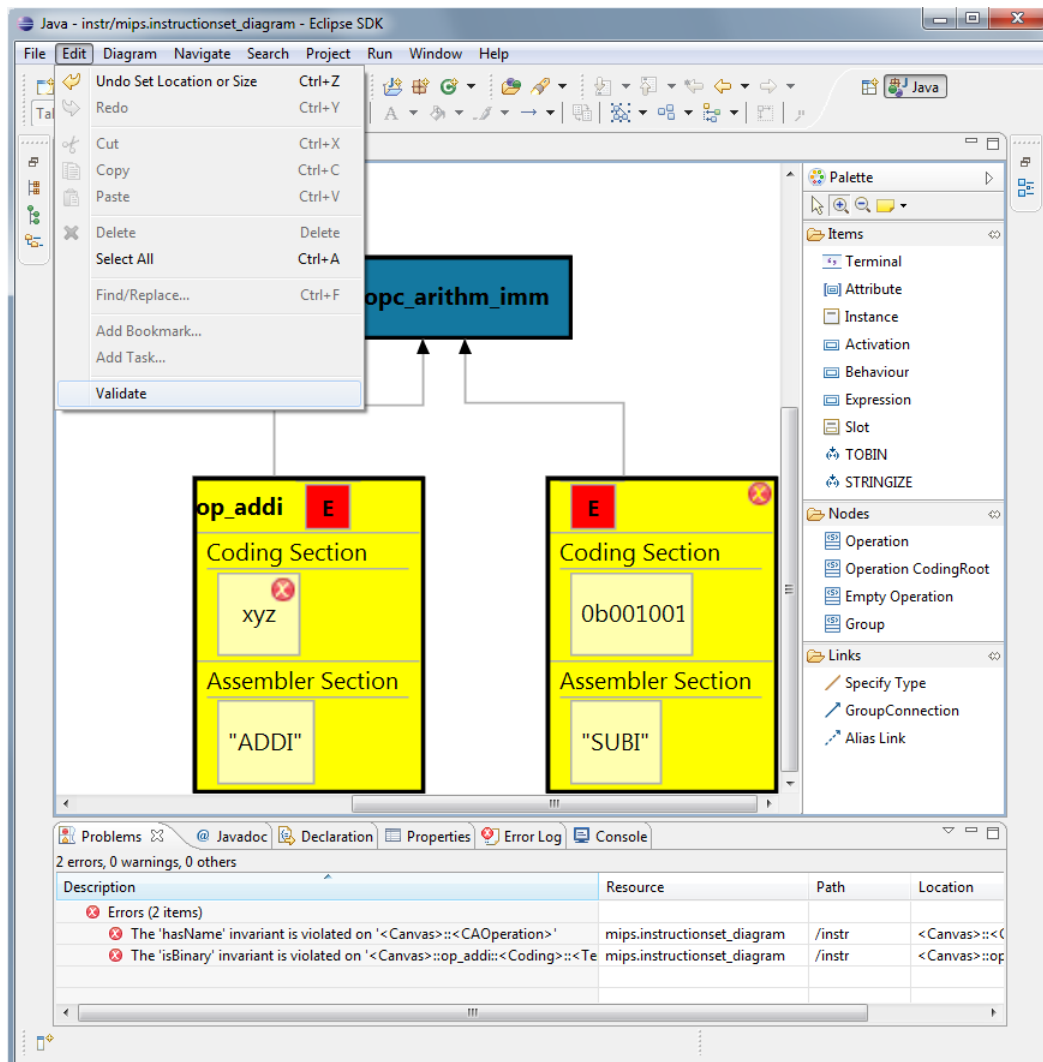 Java - instr/mips.instructionset_diagram - Eclipse SDK
File Edit Diagram Navigate Search Project Run Window Help
Undo Set Location or Size Ctrl+Z
Redo Ctrl+Y
Cut Ctrl+X
Copy Ctrl+C
Paste Ctrl+V
Delete Delete
Select All Ctrl+A
Find/Replace... Ctrl+F
Add Bookmark...
Add Task...
Validate
Java
opc_arithm_imm
op_addi E
Coding Section
xyz
Assembler Section
"ADDI"
E
Coding Section
0b001001
Assembler Section
"SUBI"
Palette
Items
Terminal
Attribute
Instance
Activation
Behaviour
Expression
Slot
TOBIN
STRINGIZE
Nodes
Operation
Operation CodingRoot
Empty Operation
Group
Links
Specify Type
GroupConnection
Alias Link
Problems @ Javadoc Declaration Properties Error Log Console
2 errors, 0 warnings, 0 others
Description Resource Path Location
Errors (2 items)
The 'hasName' invariant is violated on '<Canvas>::<CAOperation>' mips.instructionset_diagram /instr <Canvas>::<C
The 'isBinary' invariant is violated on '<Canvas>::op_addi::<Coding>::<Te mips.instructionset_diagram /instr <Canvas>::op